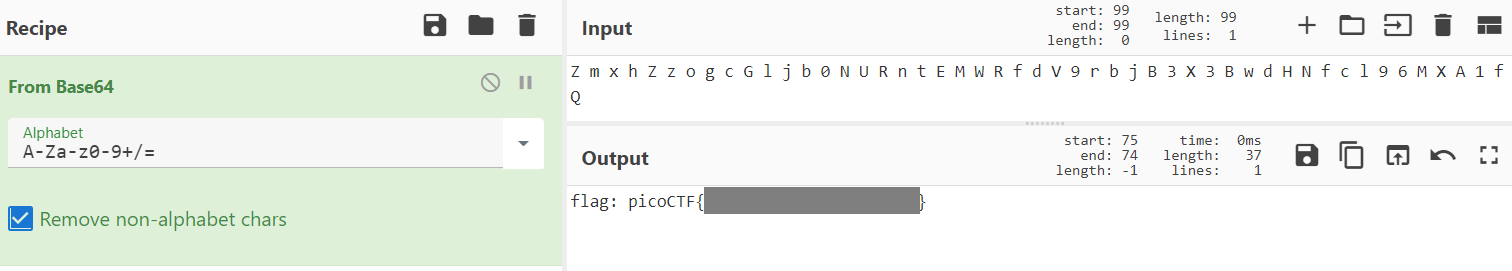 Recipe
From Base64
Alphabet
A-Za-z0-9+/=
Remove non-alphabet chars
Input
start: 99
end: 99
length: 0
length: 99
lines: 1
Z m x h Z z o g c G l j b 0 N U R n t E M W R f d V 9 r b j B 3 X 3 B w d H N f c l 9 6 M X A 1 f
Q
Output
start: 75
end: 74
length: -1
time: 0ms
length: 37
lines: 1
flag: picoCTF{ }